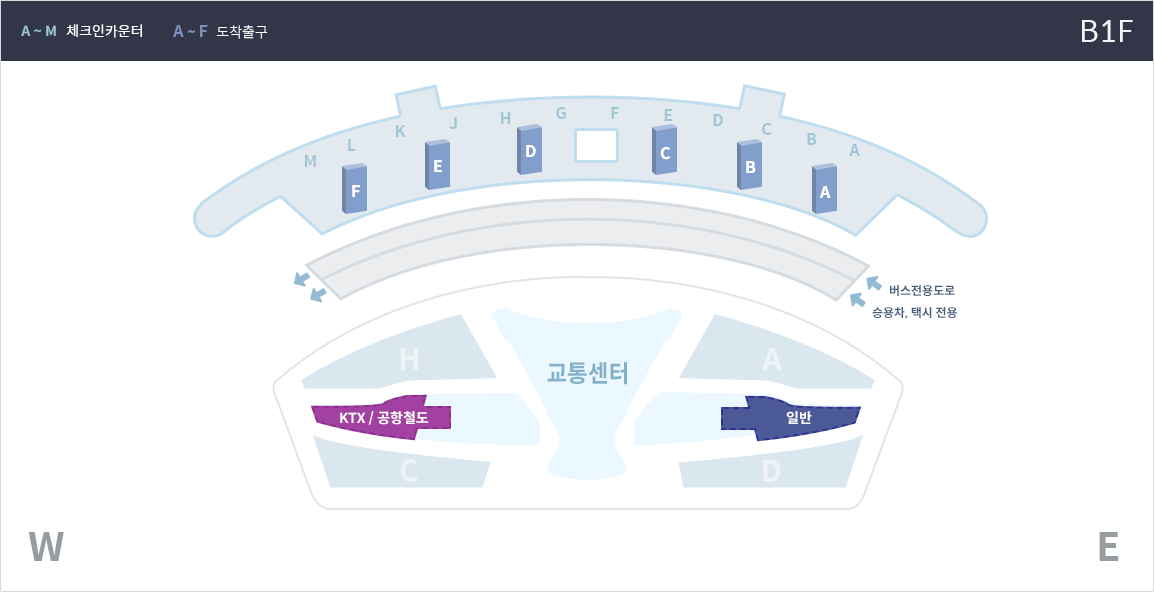 A ~ M 체크인카운터 A ~ F 도착출구
B1F
M L K J H G F E D C B A
F E D C B A
버스전용도로
승용차, 택시 전용
H 교통센터 A
KTX / 공항철도 일반
C D
W E